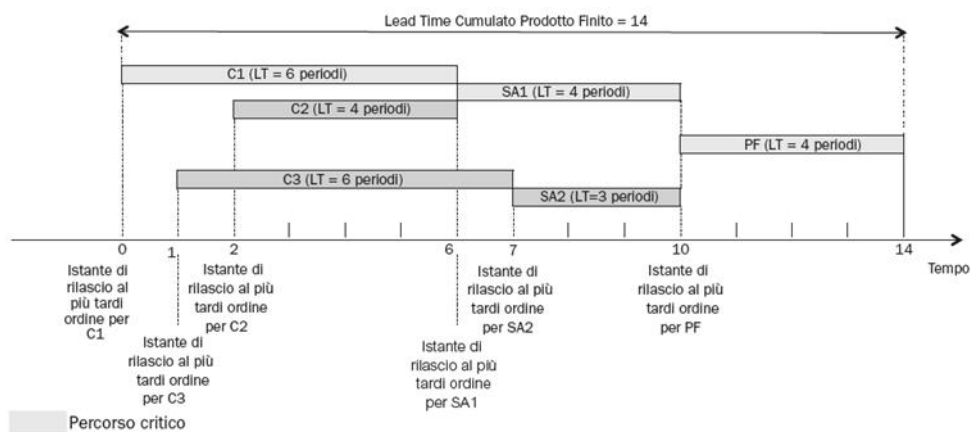 Lead Time Cumulato Prodotto Finito = 14
C1 (LT = 6 periodi)
SA1 (LT = 4 periodi)
C2 (LT = 4 periodi)
PF (LT = 4 periodi)
C3 (LT = 6 periodi)
SA2 (LT=3 periodi)
0
1
2
6
7
10
14
Tempo
Istante di
rilascio al
più tardi
ordine per
C1
Istante di
rilascio al più
tardi ordine
per C3
Istante di
rilascio al più
tardi ordine
per C2
Istante di
rilascio al più
tardi ordine
per SA1
Istante di
rilascio al più
tardi ordine
per SA2
Istante di
rilascio al più
tardi ordine
per PF
Percorso critico